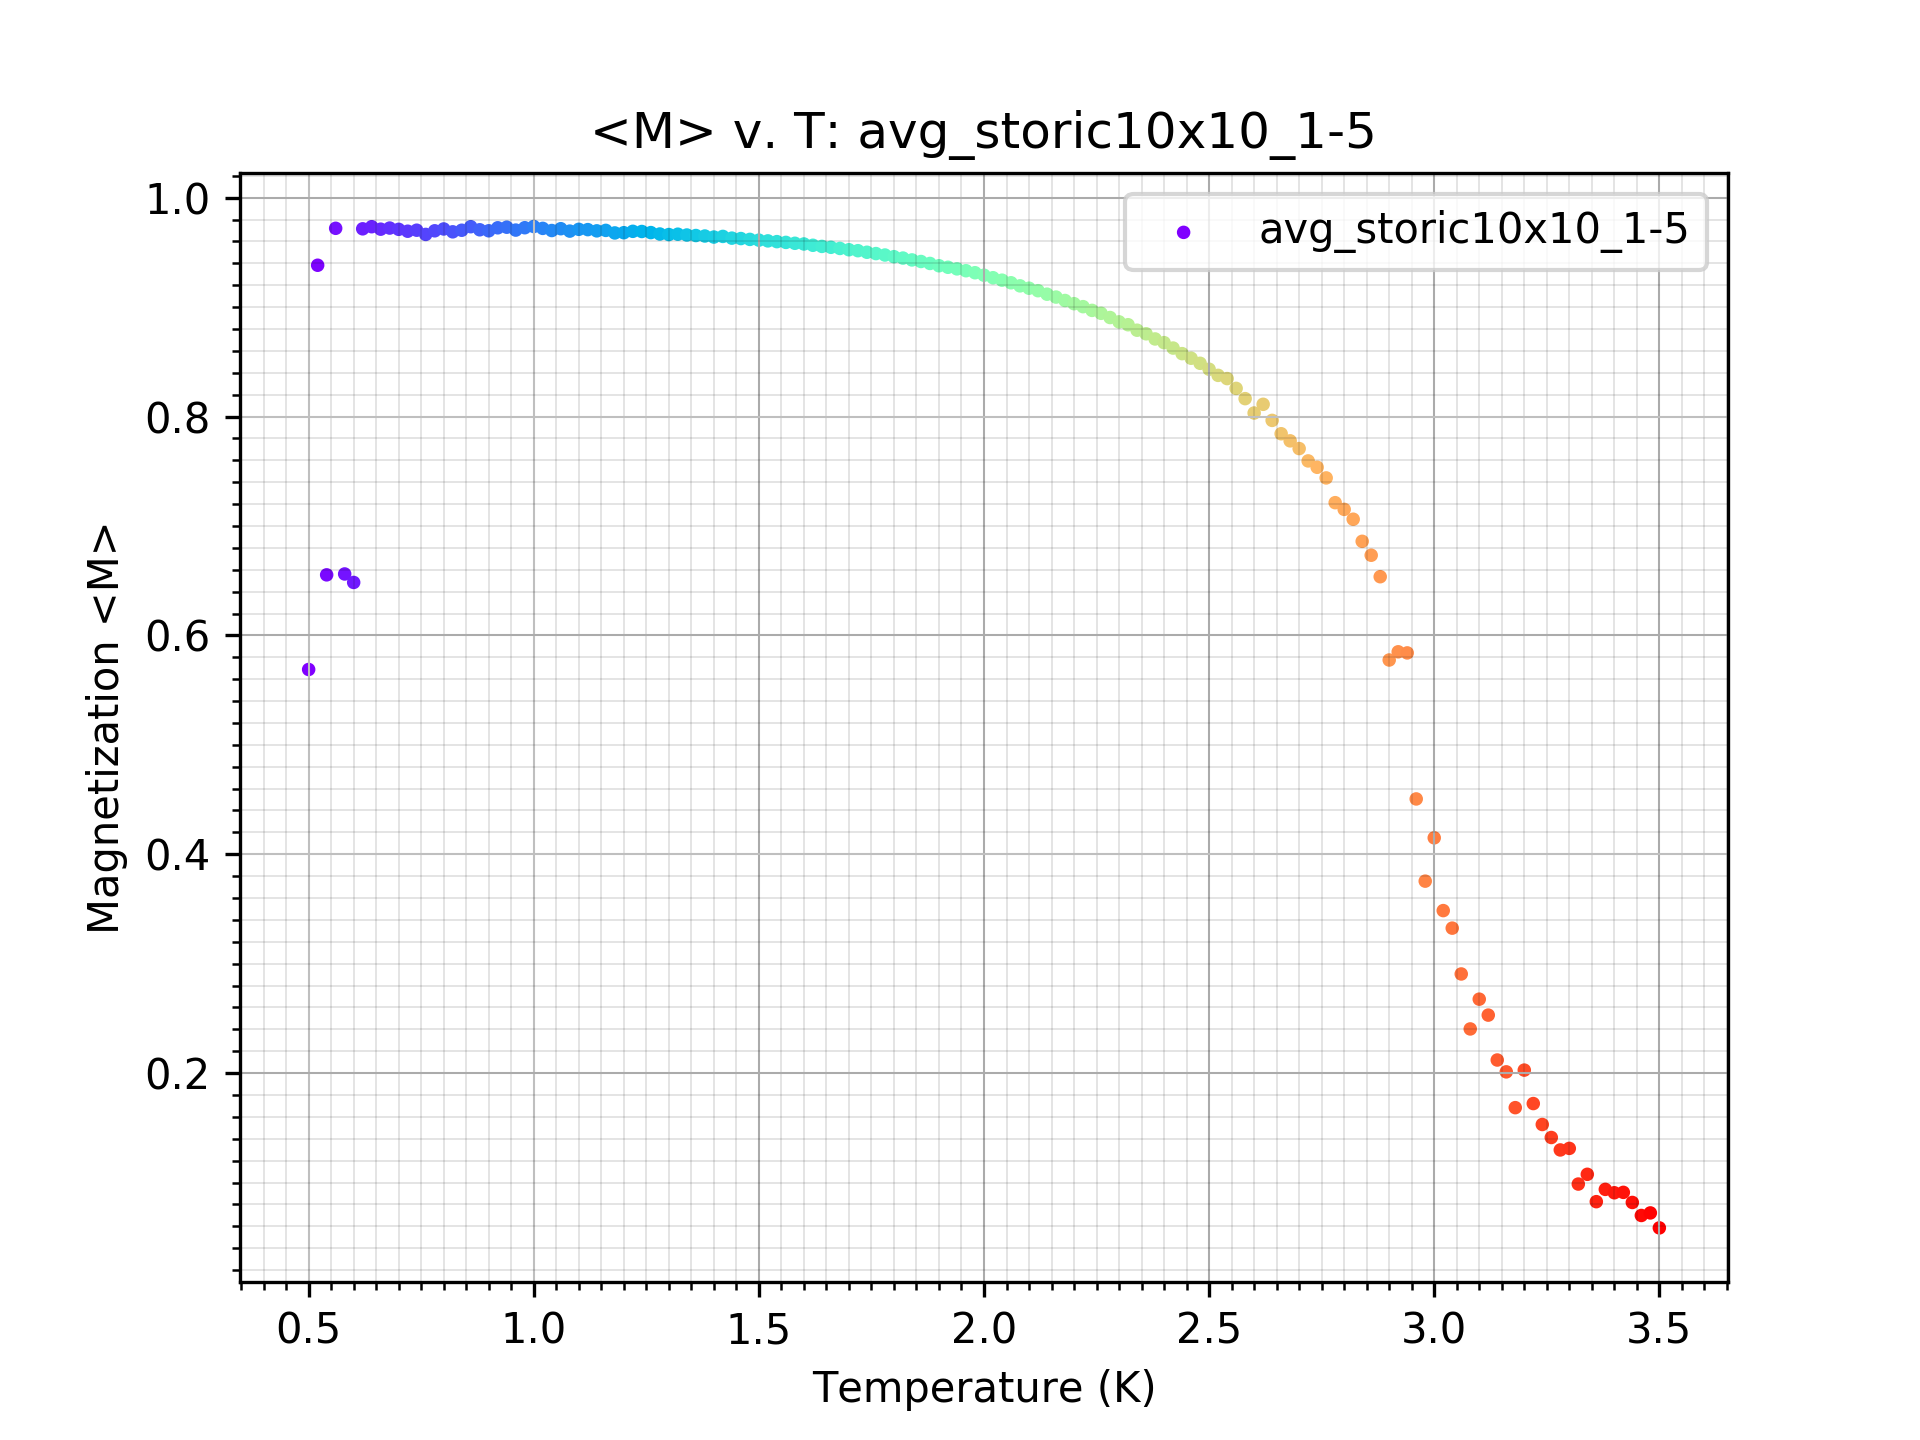 <M> v. T: avg_storic10x10_1-5
avg_storic10x10_1-5
Magnetization <M>
1.0
0.8
0.6
0.4
0.2
0.5 1.0 1.5 2.0 2.5 3.0 3.5
Temperature (K)